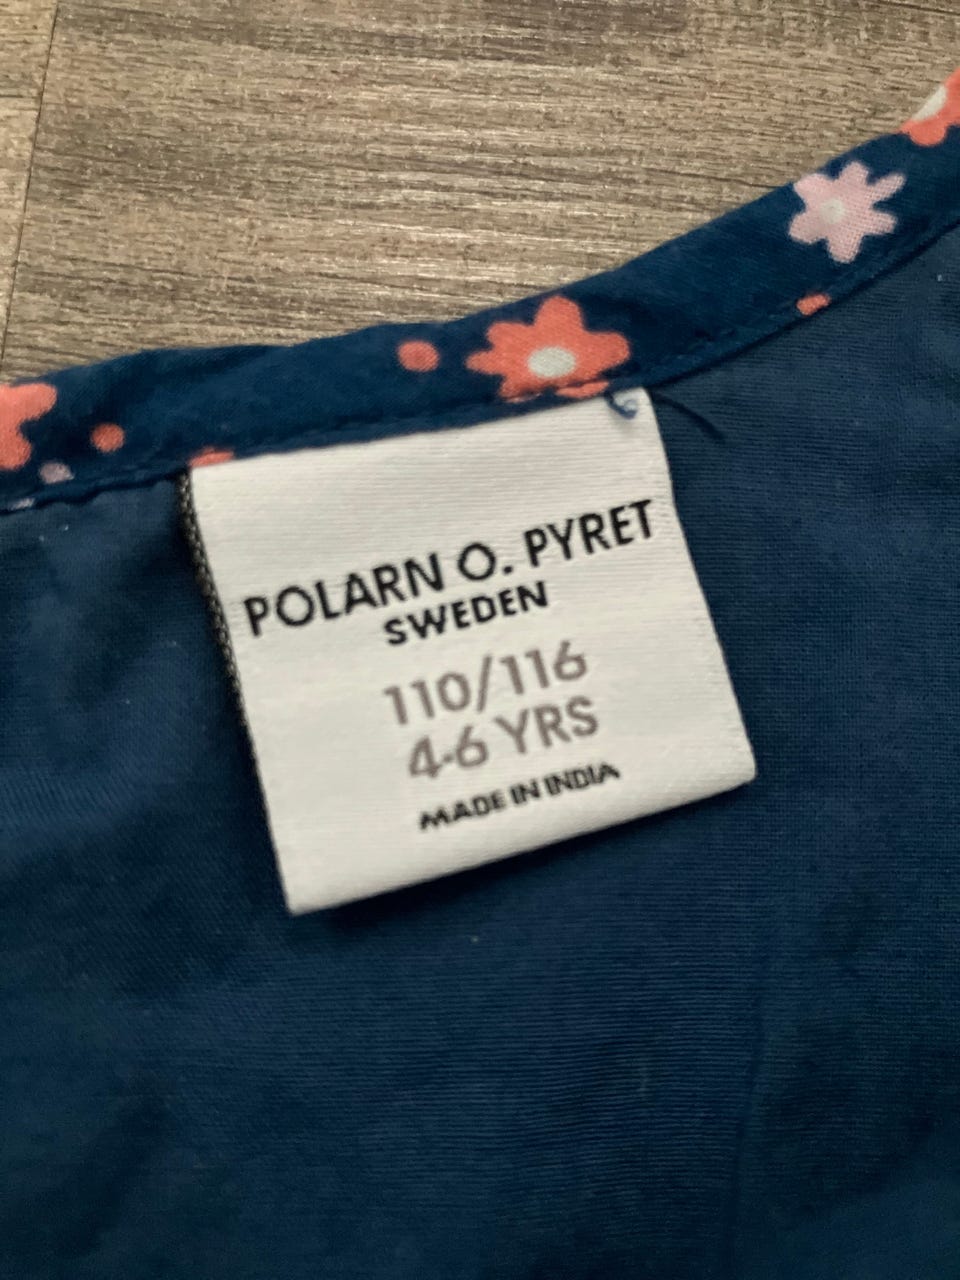 POLARN O. PYRET
SWEDEN
110/116
4-6 YRS
MADE IN INDIA